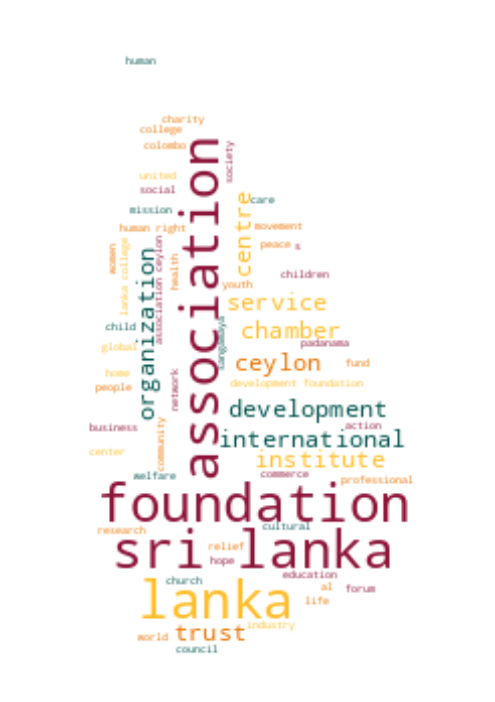 human
charity
college
colombo
association
society
united
social
care
mission
centre
human right
movement
peace
s
women
lanka college
organization
association ceylon
health
children
youth
service
child
sangamaya
chamber
padanama
global
ceylon
fund
home
people
network
development foundation
development
business
community
action
international
center
institute
welfare
commerce
professional
foundation
research
cultural
sri lanka
relief
hope
church
education
al
life
forum
lanka
industry
world
trust
council